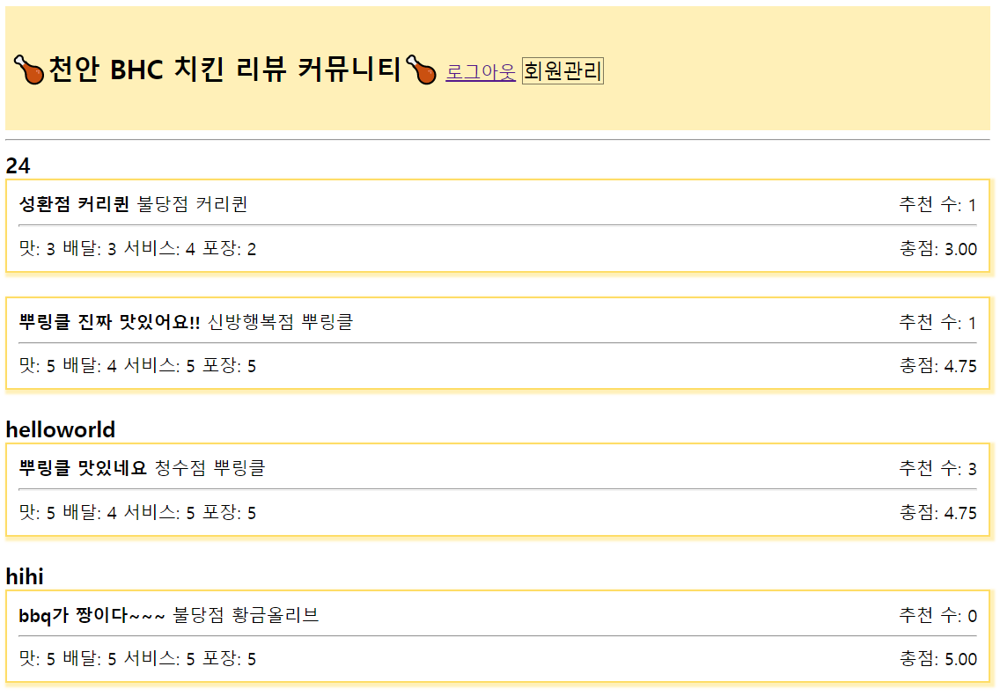 🍗천안 BHC 치킨 리뷰 커뮤니티🍗 로그아웃 회원관리
24
성환점 커리퀸 불당점 커리퀸 추천 수: 1
맛: 3 배달: 3 서비스: 4 포장: 2 총점: 3.00
뿌링클 진짜 맛있어요!! 신방행복점 뿌링클 추천 수: 1
맛: 5 배달: 4 서비스: 5 포장: 5 총점: 4.75
helloworld
뿌링클 맛있네요 청수점 뿌링클 추천 수: 3
맛: 5 배달: 4 서비스: 5 포장: 5 총점: 4.75
hihi
bbq가 짱이다~~~ 불당점 황금올리브 추천 수: 0
맛: 5 배달: 5 서비스: 5 포장: 5 총점: 5.00